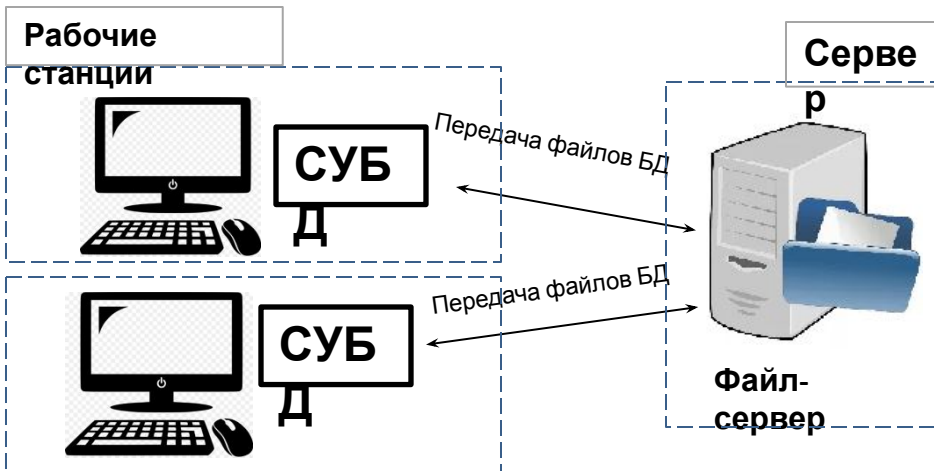 Рабочие
станции
Серве
р
Передача файлов БД
СУБ
Д
Передача файлов БД
СУБ
Д
Файл-
сервер